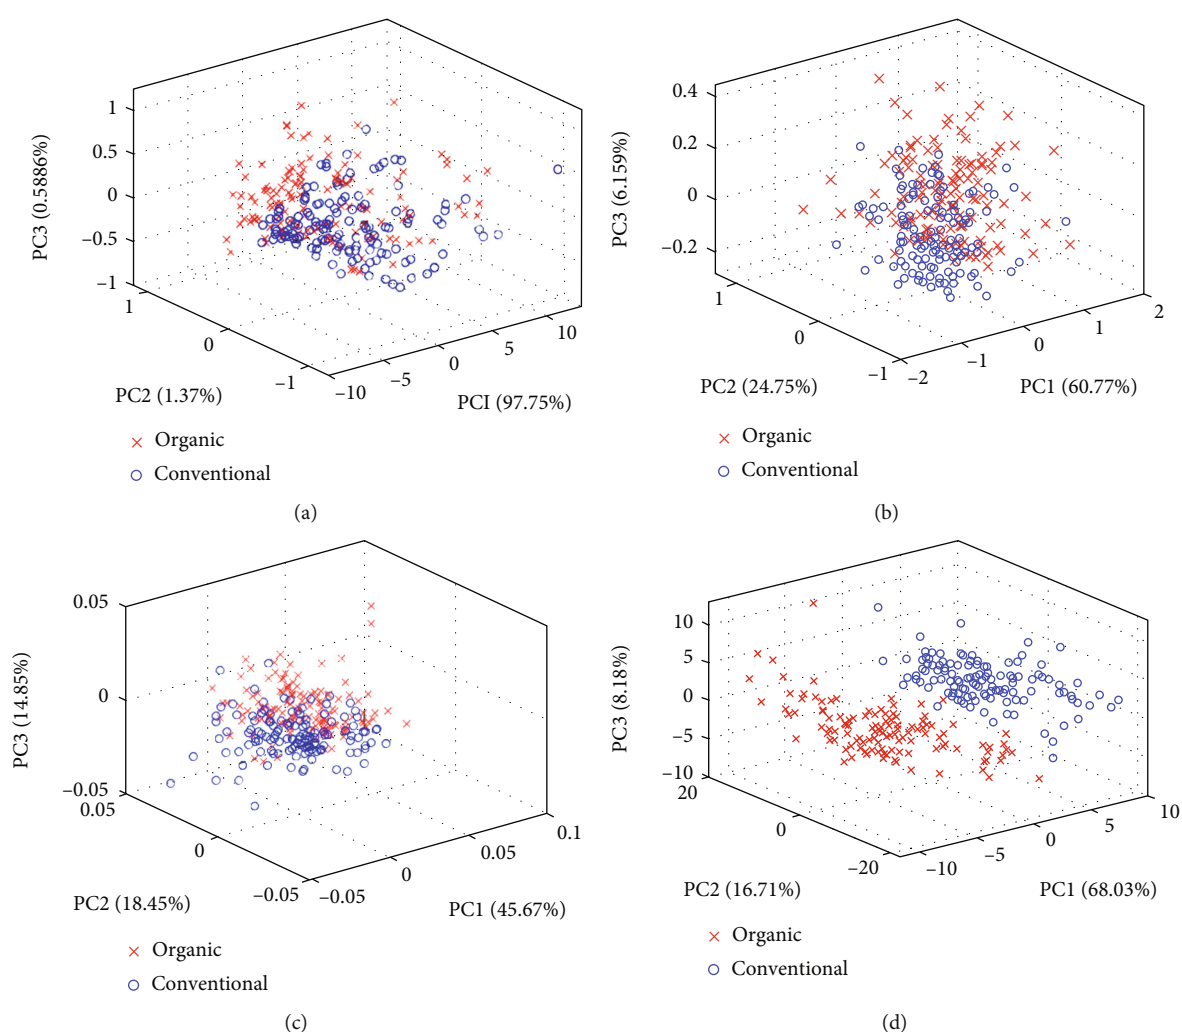 1
0.5
0
−0.5
−1
PC3 (0.5886%)
1
0
−1
−10
−5
0
5
10
PC2 (1.37%)
PCI (97.75%)
Organic
Conventional
(a)
0.4
0.2
0
−0.2
PC3 (6.159%)
1
0
−1
−2
−1
0
1
2
PC2 (24.75%)
PC1 (60.77%)
Organic
Conventional
(b)
0.05
0
−0.05
PC3 (14.85%)
0.05
0
−0.05
−0.05
0
0.05
0.1
PC2 (18.45%)
PC1 (45.67%)
Organic
Conventional
(c)
10
5
0
−5
−10
PC3 (8.18%)
20
0
−20
−10
−5
0
5
10
PC2 (16.71%)
PC1 (68.03%)
Organic
Conventional
(d)